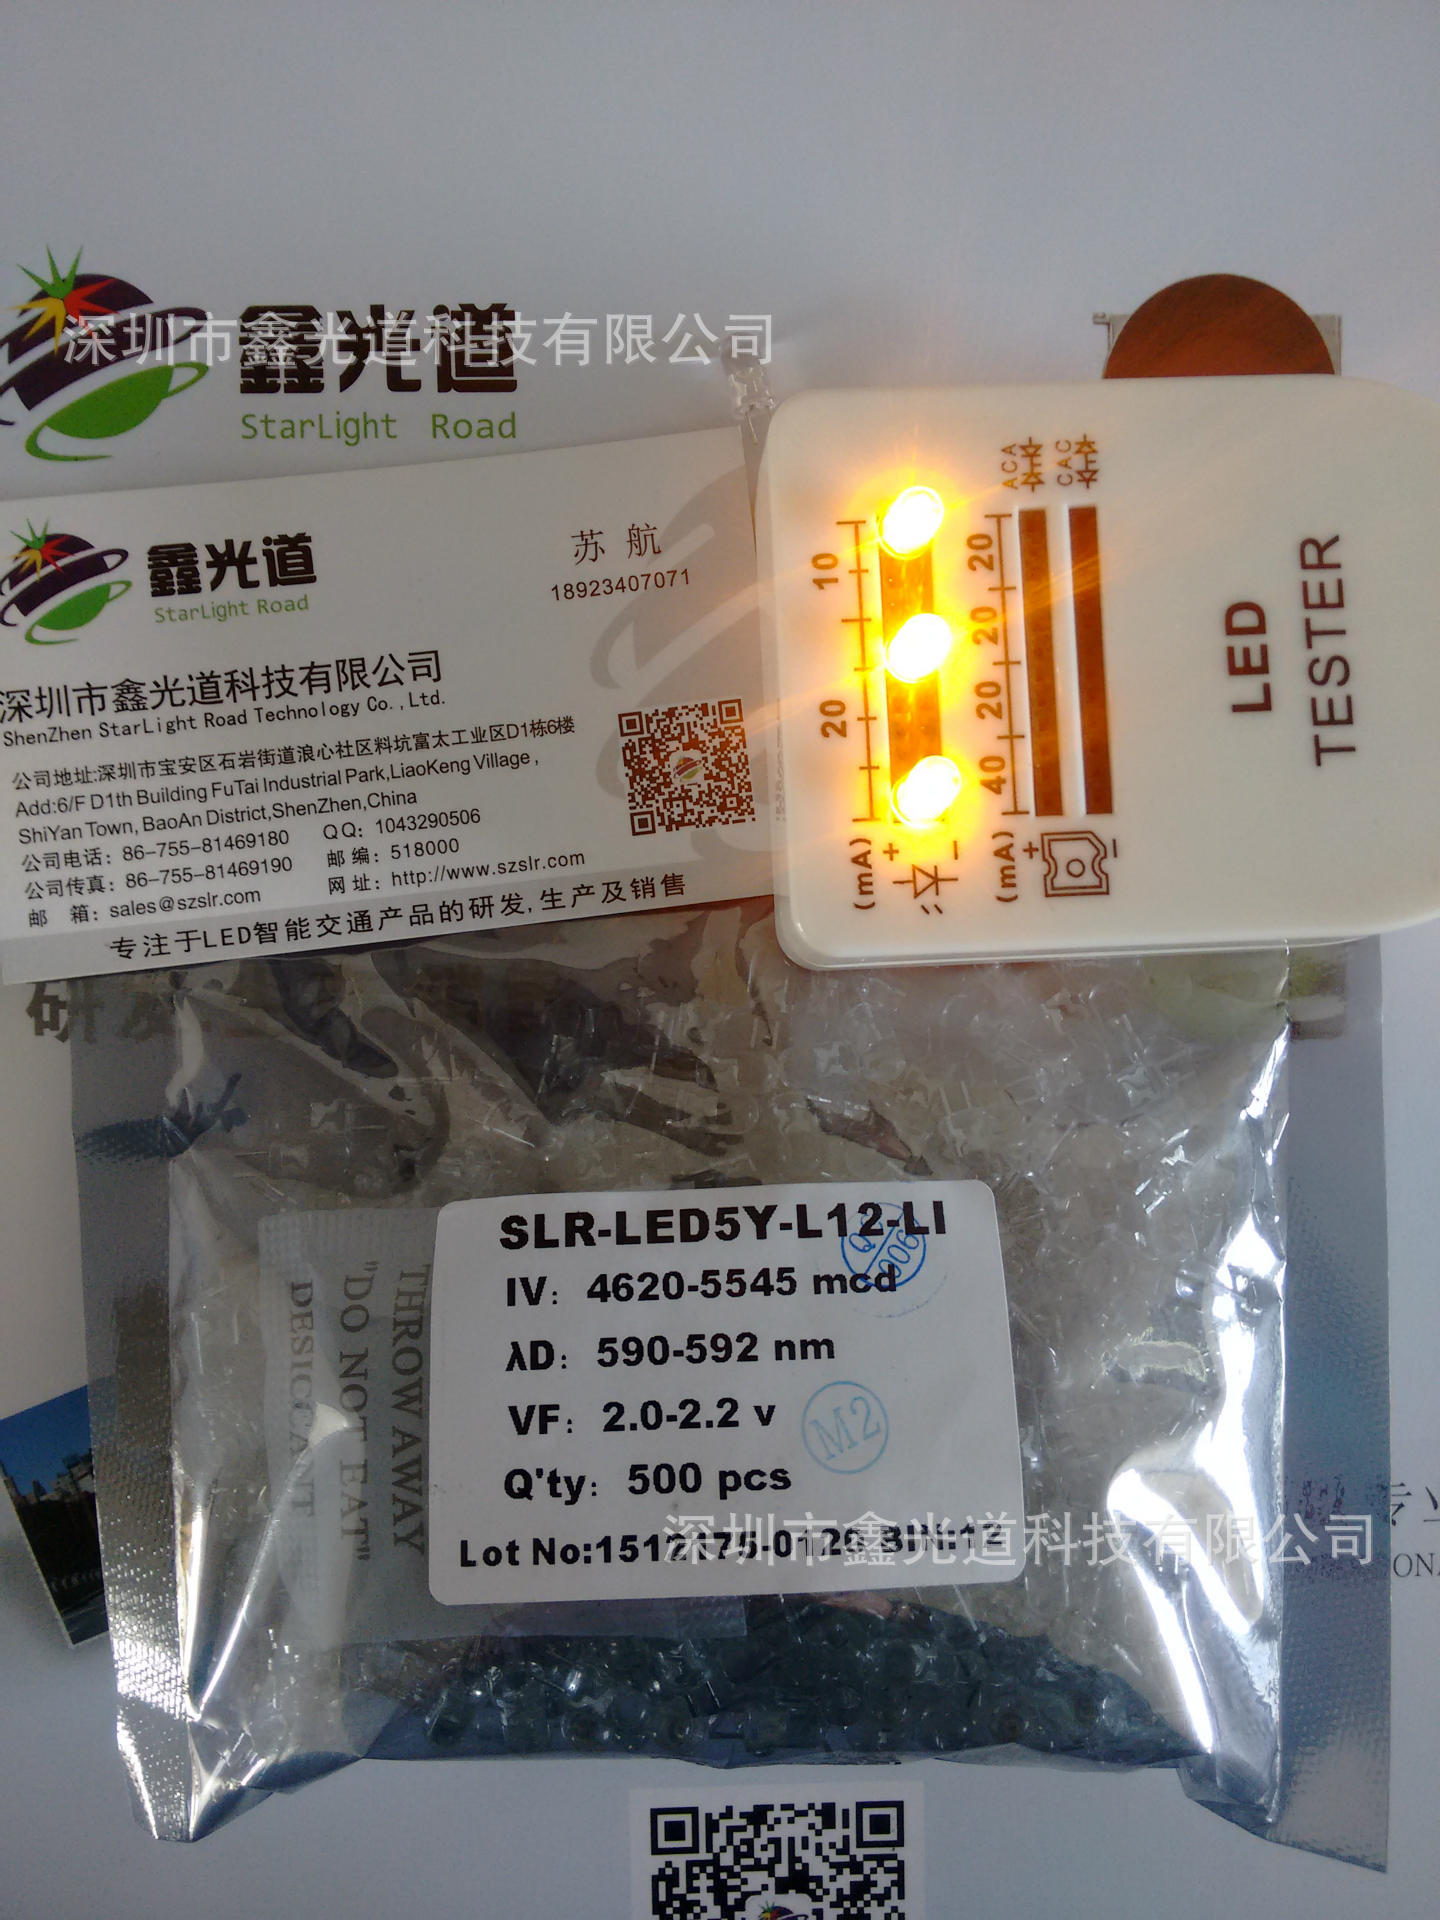 深圳市鑫光道科技有限公司
鑫光道
StarLight Road
鑫光道
StarLight Road
苏 航
18923407071
深圳市鑫光道科技有限公司
ShenZhen StarLight Road Technology Co.,Ltd.
公司地址:深圳市宝安区石岩街道浪心社区料坑富太工业区D1栋6楼
Add:6/F D1th Building FuTai Industrial Park,LiaoKeng Village,
ShiYan Town, BaoAn District,ShenZhen,China
公司电话: 86-755-81469180 QQ: 1043290506
公司传真: 86-755-81469190 邮编: 518000
邮 箱: sales@szslr.com 网址: http://www.szslr.com
专注于LED智能交通产品的研发,生产及销售
10
20
(mA)
+ -
ACA
CAC
20
20
20
40
(mA)
+ -
LED
TESTER
研
THROW AWAY
"DO NOT EAT"
DESICCANT
SLR-LED5Y-L12-LI
IV: 4620-5545 mcd
λD: 590-592 nm
VF: 2.0-2.2 v
M2
Q'ty: 500 pcs
深圳市鑫光道科技有限公司
Lot No:
专业